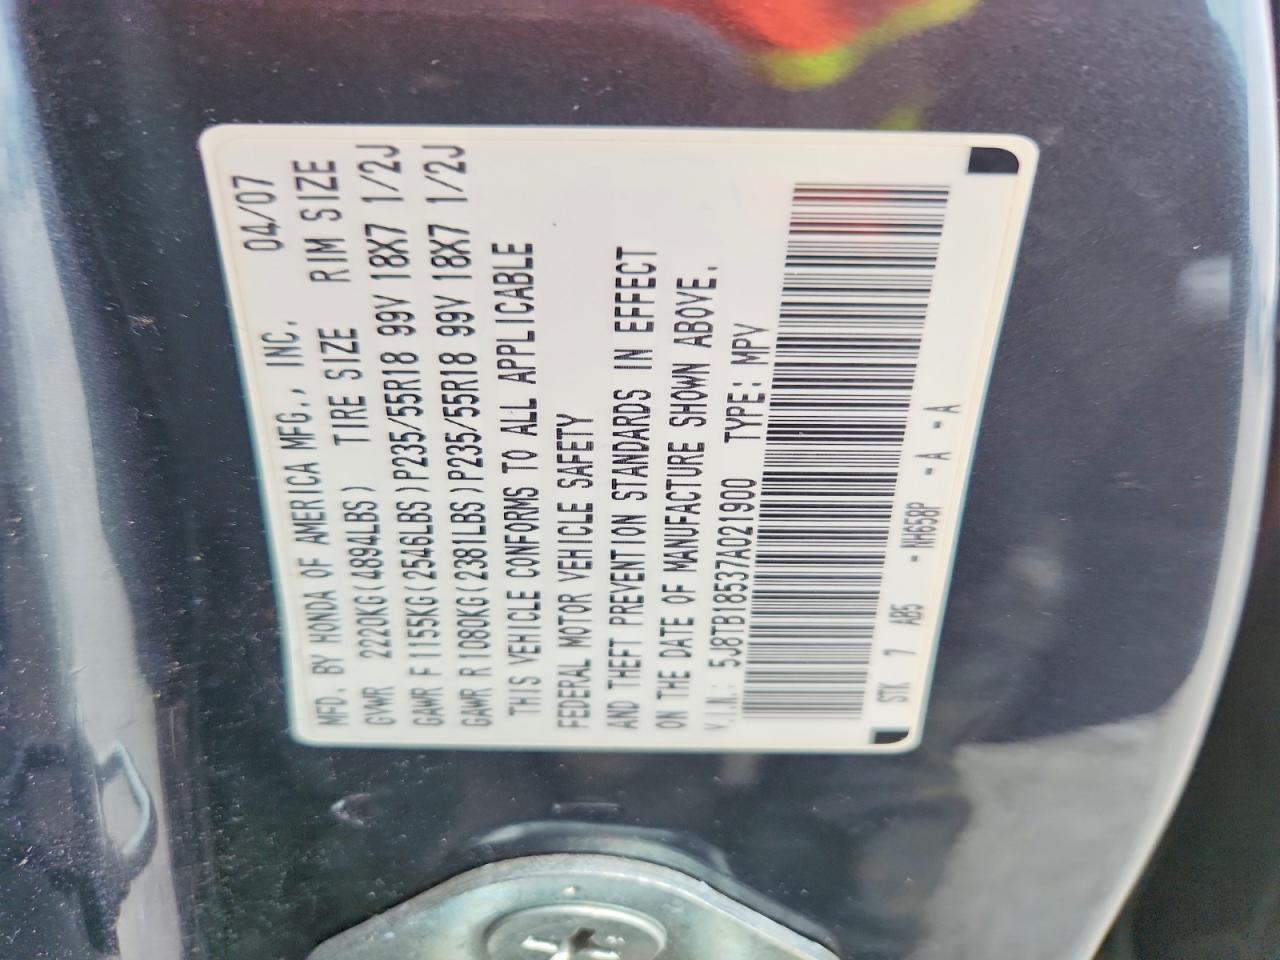 MFD. BY HONDA OF AMERICA MFG., INC. 04/07
GVWR 2220KG(4894LBS) TIRE SIZE RIM SIZE
GAWR F 1155KG(2546LBS)P235/55R18 99V 18X7 1/2J
GAWR R 1080KG(2381LBS)P235/55R18 99V 18X7 1/2J
THIS VEHICLE CONFORMS TO ALL APPLICABLE
FEDERAL MOTOR VEHICLE SAFETY
AND THEFT PREVENTION STANDARDS IN EFFECT
ON THE DATE OF MANUFACTURE SHOWN ABOVE.
V.I.N.: 5J8TB18537A021900 TYPE: MPV
STK 7 AB5 - NH658P - A - A